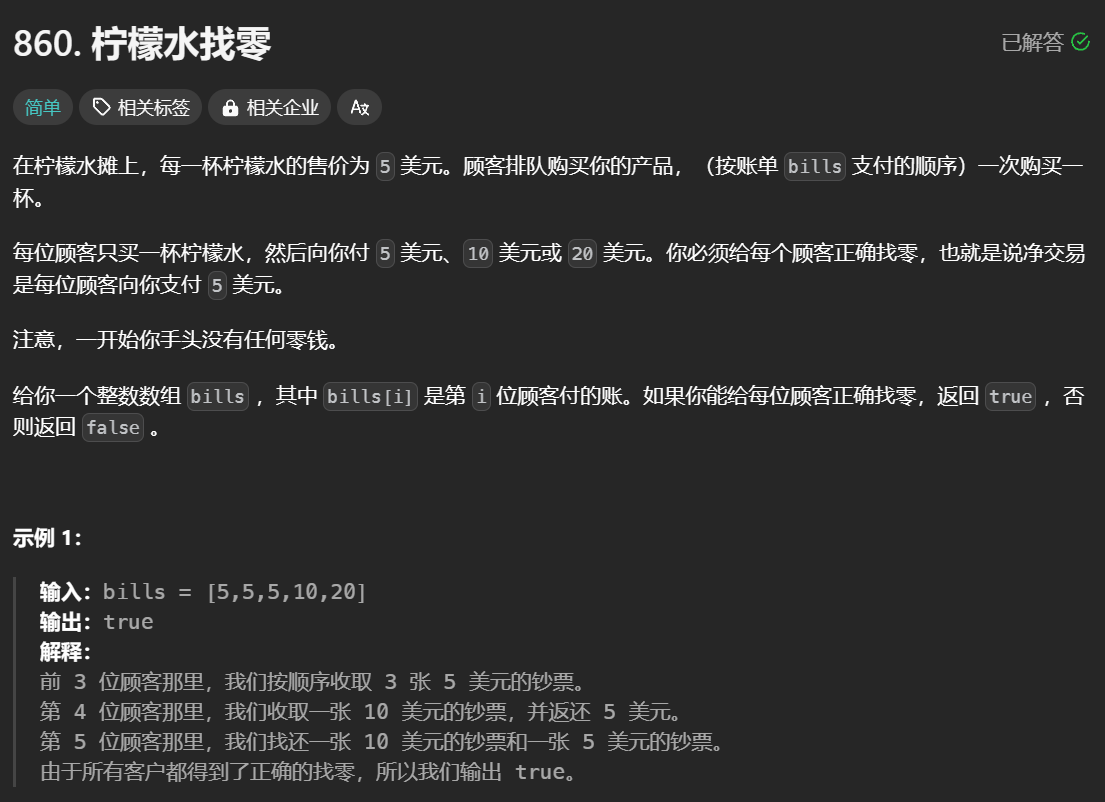 860. 柠檬水找零
已解答
简单 相关标签 相关企业
在柠檬水摊上，每一杯柠檬水的售价为 5 美元。顾客排队购买你的产品，（按账单 bills 支付的顺序）一次购买一
杯。
每位顾客只买一杯柠檬水，然后向你付 5 美元、10 美元或 20 美元。你必须给每个顾客正确找零，也就是说净交易
是每位顾客向你支付 5 美元。
注意，一开始你手头没有任何零钱。
给你一个整数数组 bills ，其中 bills[i] 是第 i 位顾客付的账。如果你能给每位顾客正确找零，返回 true ，否
则返回 false 。
示例 1：
输入：bills = [5,5,5,10,20]
输出：true
解释：
前 3 位顾客那里，我们按顺序收取 3 张 5 美元的钞票。
第 4 位顾客那里，我们收取一张 10 美元的钞票，并返还 5 美元。
第 5 位顾客那里，我们找还一张 10 美元的钞票和一张 5 美元的钞票。
由于所有客户都得到了正确的找零，所以我们输出 true。